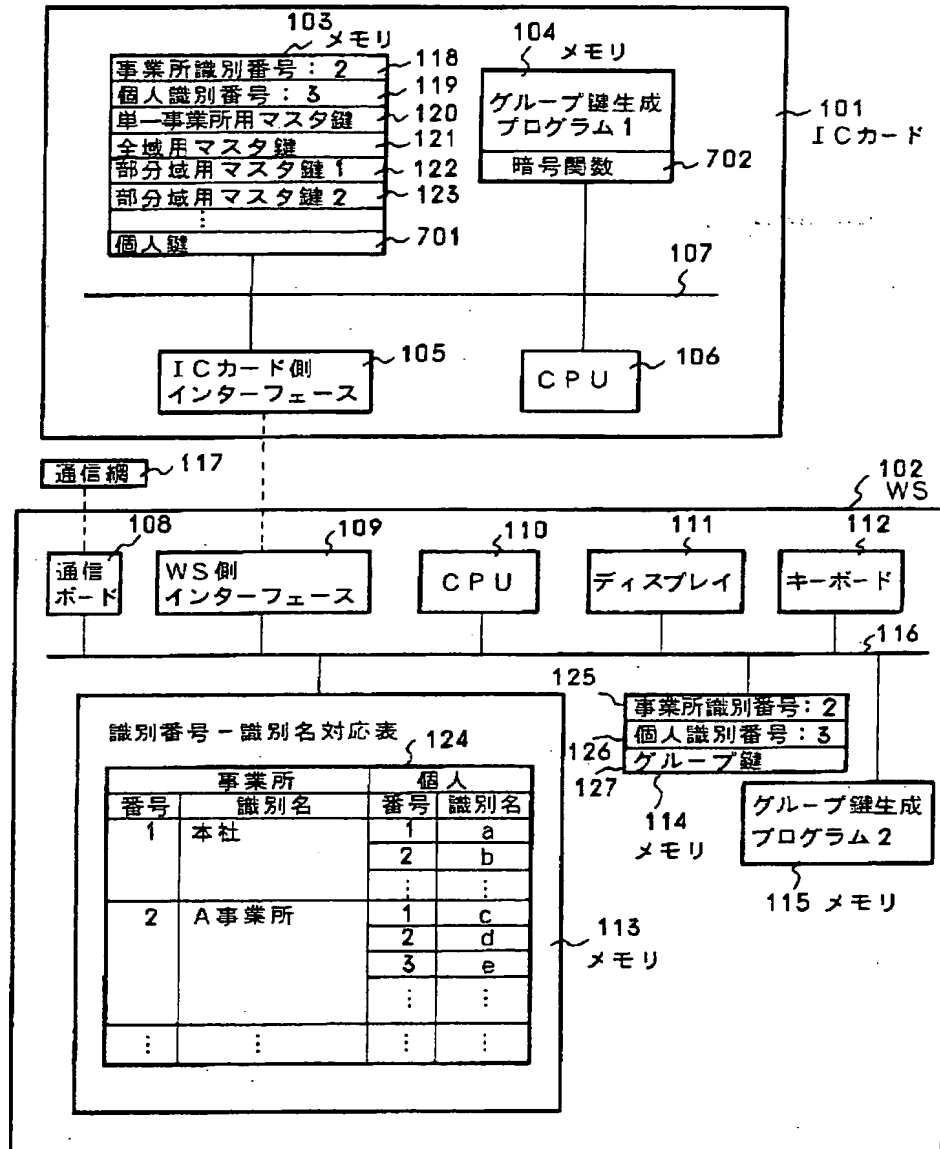 103
メモリ
事業所識別番号：2 118
個人識別番号：3 119
単一事業所用マスタ鍵 120
全域用マスタ鍵 121
部分域用マスタ鍵1 122
部分域用マスタ鍵2 123
⋮
個人鍵 701
104 メモリ
グループ鍵生成
プログラム1
暗号関数 702
101
ICカード
107
ICカード側
インターフェース
105
CPU
106
通信網 117
102
WS
108
通信
ボード
109
WS側
インターフェース
110
CPU
111
ディスプレイ
112
キーボード
116
125
事業所識別番号：2
126
個人識別番号：3
127
グループ鍵
114
メモリ
グループ鍵生成
プログラム2
115 メモリ
識別番号－識別名対応表
124
事業所 個人
番号 識別名 番号 識別名
1 本社 1 a
2 b
⋮ ⋮
2 A事業所 1 c
2 d
3 e
⋮ ⋮
⋮ ⋮ ⋮ ⋮
113
メモリ